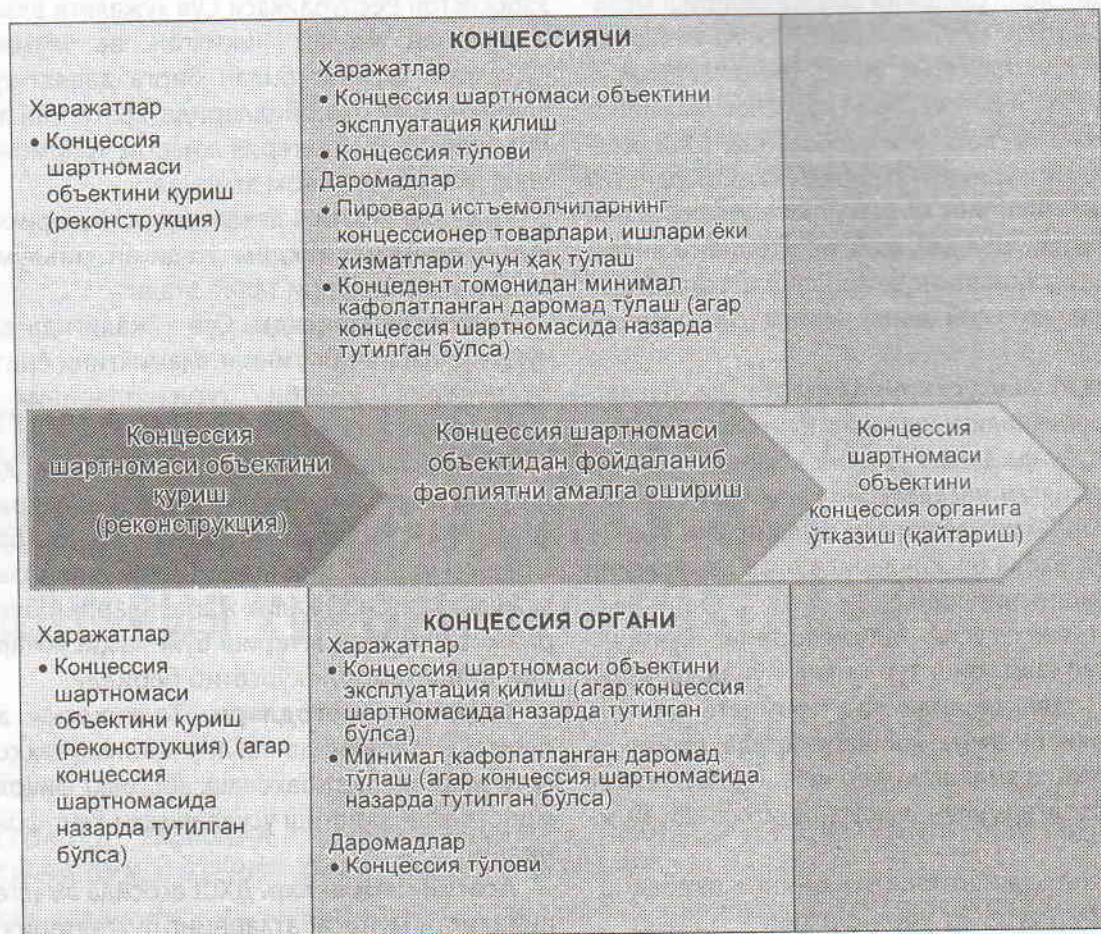 КОНЦЕССИЯЧИ
Харажатлар
• Концессия
шартномаси
объектини қуриш
(реконструкция)
Харажатлар
• Концессия шартномаси объектини
эксплуатация қилиш
• Концессия тўлови
Даромадлар
• Пировард истъемолчиларнинг
концессионер товарлари, ишлари ёки
хизматлари учун ҳақ тўлаш
• Концедент томонидан минимал
кафолатланган даромад тўлаш (агар
концессия шартномасида назарда
тутилган бўлса)
Концессия
шартномаси объектини
қуриш
(реконструкция)
Концессия шартномаси
объектидан фойдаланиб
фаолиятни амалга ошириш
Концессия
шартномаси
объектини
концессия органига
ўтказиш (қайтариш)
КОНЦЕССИЯ ОРГАНИ
Харажатлар
• Концессия
шартномаси
объектини қуриш
(реконструкция) (агар
концессия
шартномасида
назарда тутилган
бўлса)
Харажатлар
• Концессия шартномаси объектини
эксплуатация қилиш (агар концессия
шартномасида назарда тутилган
бўлса)
• Минимал кафолатланган даромад
тўлаш (агар концессия шартномасида
назарда тутилган бўлса)
Даромадлар
• Концессия тўлови